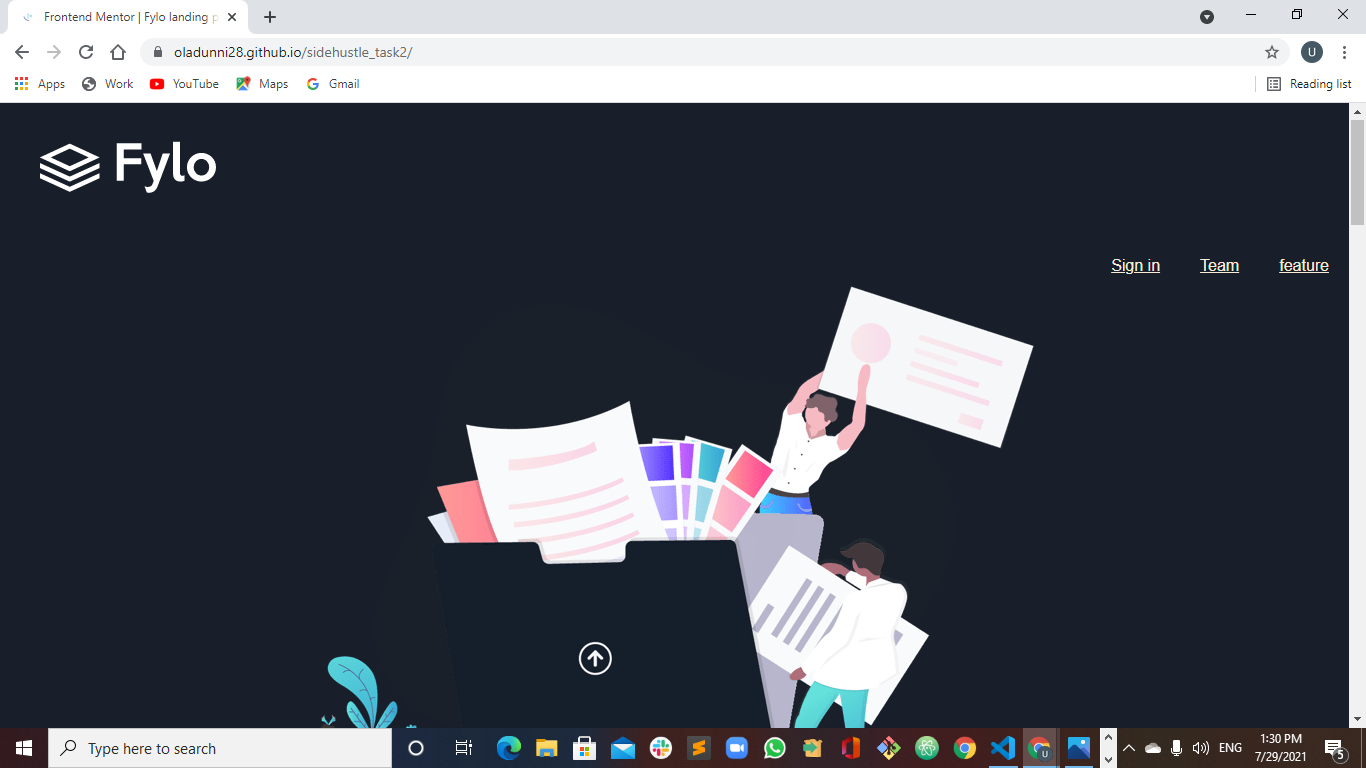 Frontend Mentor | Fylo landing p
oladunni28.github.io/sidehustle_task2/
U
Apps Work YouTube Maps Gmail Reading list
Fylo
Sign in Team feature
Type here to search
U
ENG
1:30 PM
7/29/2021
5